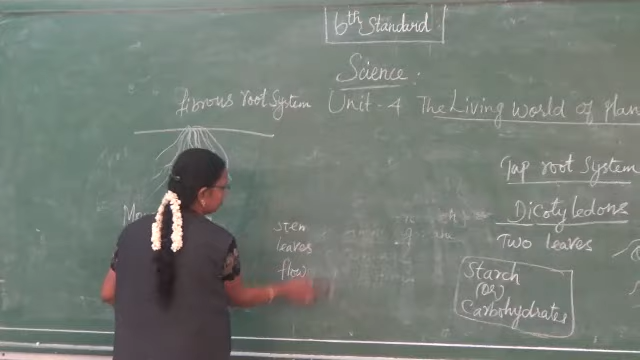 6th Standard
Science:
Unit-4 The Living World of Plan
fibrous root System
Tap root System
Dicotyledons
Two leaves
Starch
(OR)
Carbohydrates
stem
leaves
flow
Mo